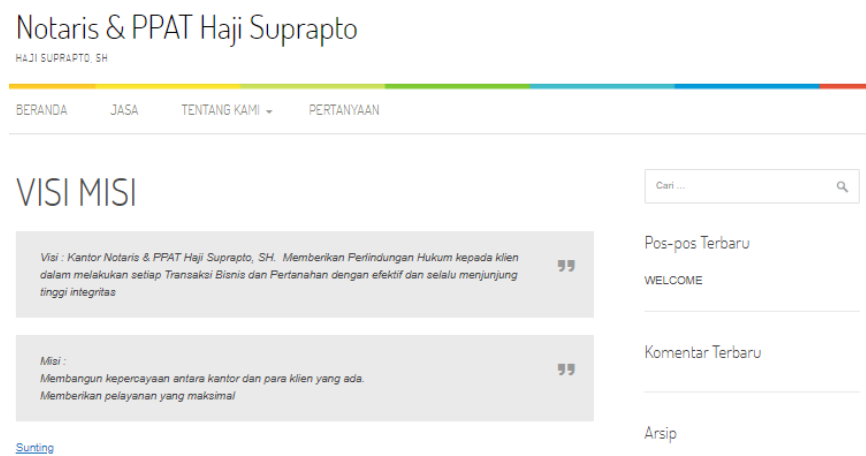 Notaris & PPAT Haji Suprapto
HAJI SUPRAPTO, SH
BERANDA JASA TENTANG KAMI PERTANYAAN
VISI MISI
Visi : Kantor Notaris & PPAT Haji Suprapto, SH. Memberikan Perlindungan Hukum kepada klien
dalam melakukan setiap Transaksi Bisnis dan Pertanahan dengan efektif dan selalu menjunjung
tinggi integritas
Misi :
Membangun kepercayaan antara kantor dan para klien yang ada.
Memberikan pelayanan yang maksimal
Sunting
Cari ...
Pos-pos Terbaru
WELCOME
Komentar Terbaru
Arsip